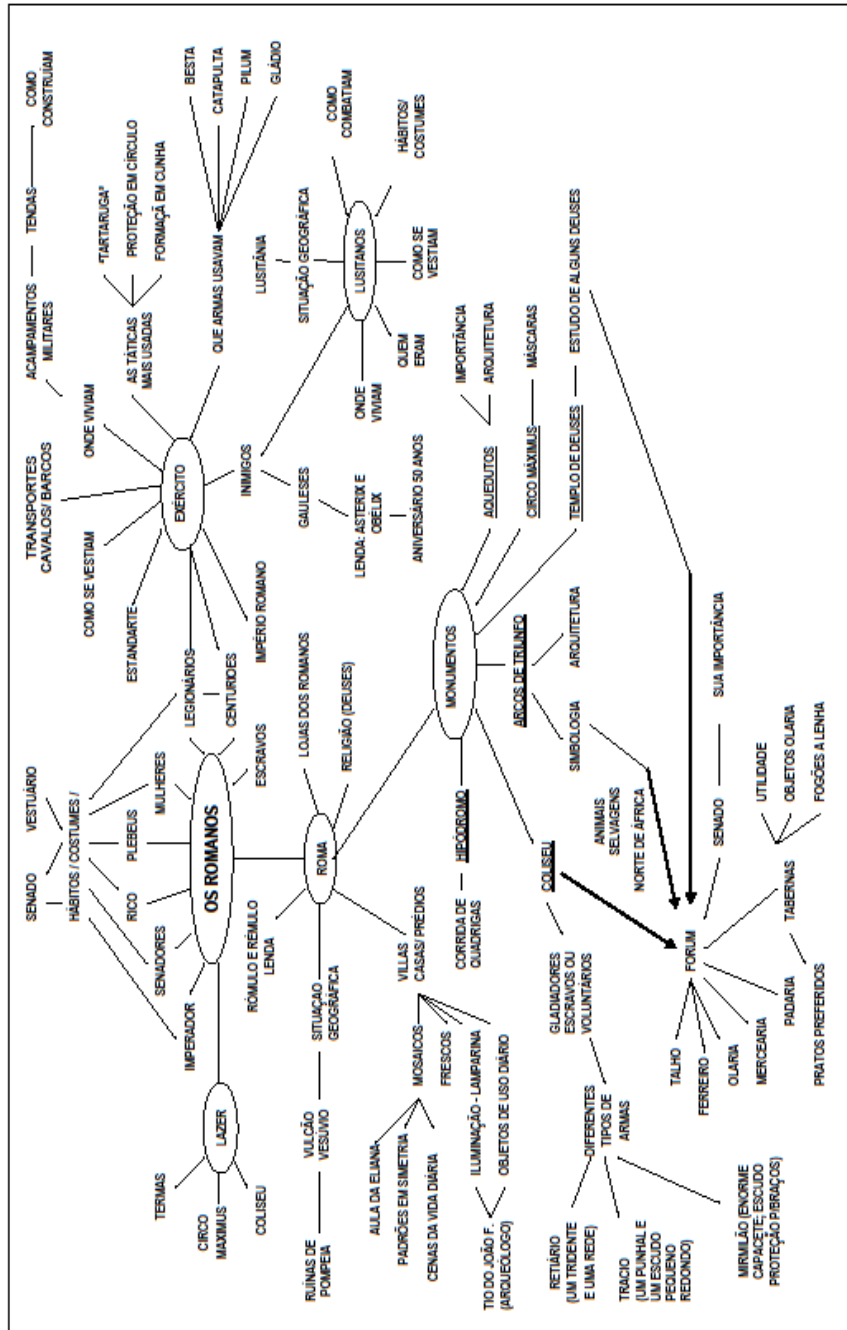 SENADO
VESTUÁRIO
HÁBITOS / COSTUMES /
IMPERADOR
SENADORES
RICO
PLEBEUS
MULHERES
LEGIONÁRIOS
CENTURIOES
ESCRAVOS
OS ROMANOS
LAZER
TERMAS
CIRCO
MAXIMUS
COLISEU
TRANSPORTES
CAVALOS/ BARCOS
COMO SE VESTIAM
ESTANDARTE
EXÉRCITO
IMPÉRIO ROMANO
ONDE VIVIAM
ACAMPAMENTOS
MILITARES
TENDAS
COMO
CONSTRUÍAM
AS TÁTICAS
MAIS USADAS
"TARTARUGA"
PROTEÇÃO EM CÍRCULO
FORMAÇÃ EM CUNHA
QUE ARMAS USAVAM
BESTA
CATAPULTA
PILUM
GLÁDIO
INIMIGOS
GAULESES
LENDA: ASTERIX E
OBÉLIX
ANIVERSÁRIO 50 ANOS
LUSITÂNIA
SITUAÇÃO GEOGRÁFICA
LUSITANOS
COMO
COMBATIAM
HÁBITOS/
COSTUMES
COMO SE
VESTIAM
QUEM
ERAM
ONDE
VIVIAM
ROMA
LOJAS DOS ROMANOS
RELIGIÃO (DEUSES)
RÓMULO E RÉMULO
LENDA
SITUAÇAO
GEOGRÁFICA
VULCÃO
VESÚVIO
RUÍNAS DE
POMPEIA
VILLAS
CASAS/ PRÉDIOS
MOSAICOS
FRESCOS
ILUMINAÇÃO - LAMPARINA
OBJETOS DE USO DIÁRIO
AULA DA ELIANA
PADRÕES EM SIMETRIA
CENAS DA VIDA DIÁRIA
TIO DO JOÃO F.
(ARQUEOLOGO)
MONUMENTOS
AQUEDUTOS
IMPORTÂNCIA
ARQUITETURA
CIRCO MÁXIMUS
MÁSCARAS
TEMPLO DE DEUSES
ESTUDO DE ALGUNS DEUSES
ARCOS DE TRIUNFO
SIMBOLOGIA
ARQUITETURA
HIPÓDROMO
CORRIDA DE
QUADRIGAS
COLISEU
GLADIADORES
ESCRAVOS OU
VOLUNTÁRIOS
ANIMAIS
SELVAGENS
NORTE DE ÁFRICA
DIFERENTES
TIPOS DE
ARMAS
RETIÁRIO
(UM TRIDENTE
E UMA REDE)
TRACIO
(UM PUNHAL E
UM ESCUDO
PEQUENO
REDONDO)
MIRMILÃO (ENORME
CAPACETE; ESCUDO
PROTEÇÃO P/BRAÇOS)
FORUM
TALHO
FERREIRO
OLARIA
MERCEARIA
PADARIA
TABERNAS
PRATOS PREFERIDOS
UTILIDADE
OBJETOS OLARIA
FOGÕES A LENHA
SENADO
SUA IMPORTÂNCIA